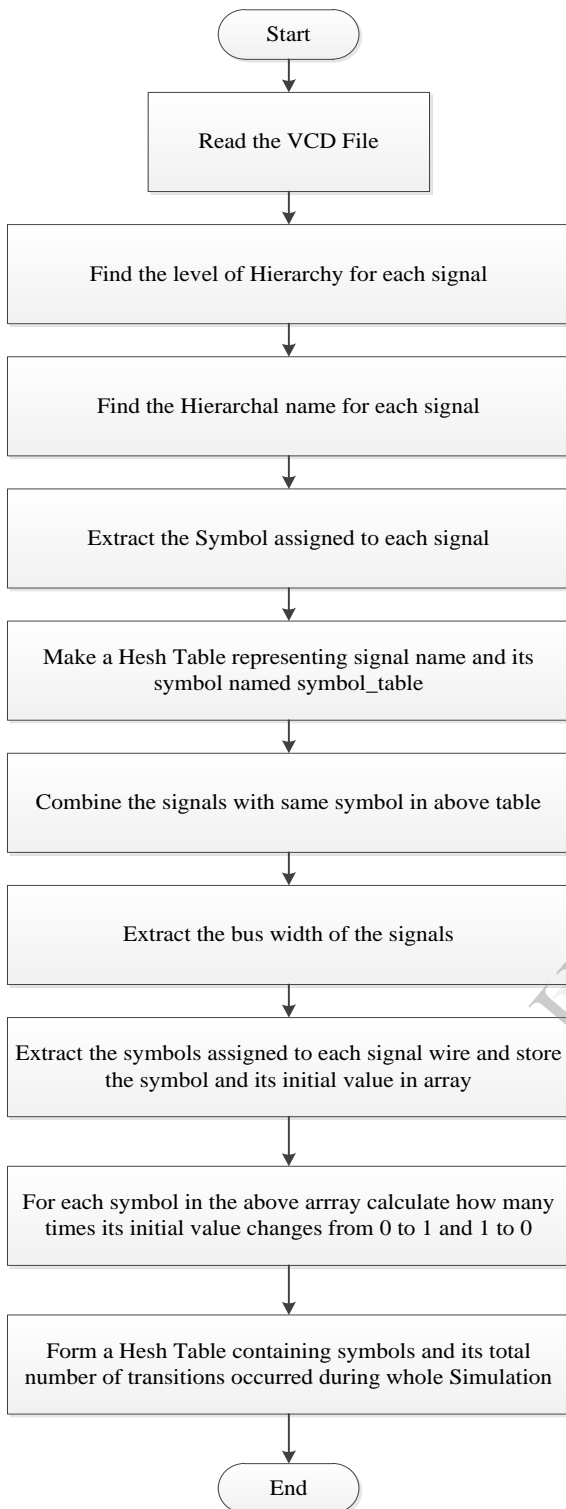 Start
Read the VCD File
Find the level of Hierarchy for each signal
Find the Hierarchal name for each signal
Extract the Symbol assigned to each signal
Make a Hesh Table representing signal name and its
symbol named symbol_table
Combine the signals with same symbol in above table
Extract the bus width of the signals
Extract the symbols assigned to each signal wire and store
the symbol and its initial value in array
For each symbol in the above arrray calculate how many
times its initial value changes from 0 to 1 and 1 to 0
Form a Hesh Table containing symbols and its total
number of transitions occurred during whole Simulation
End